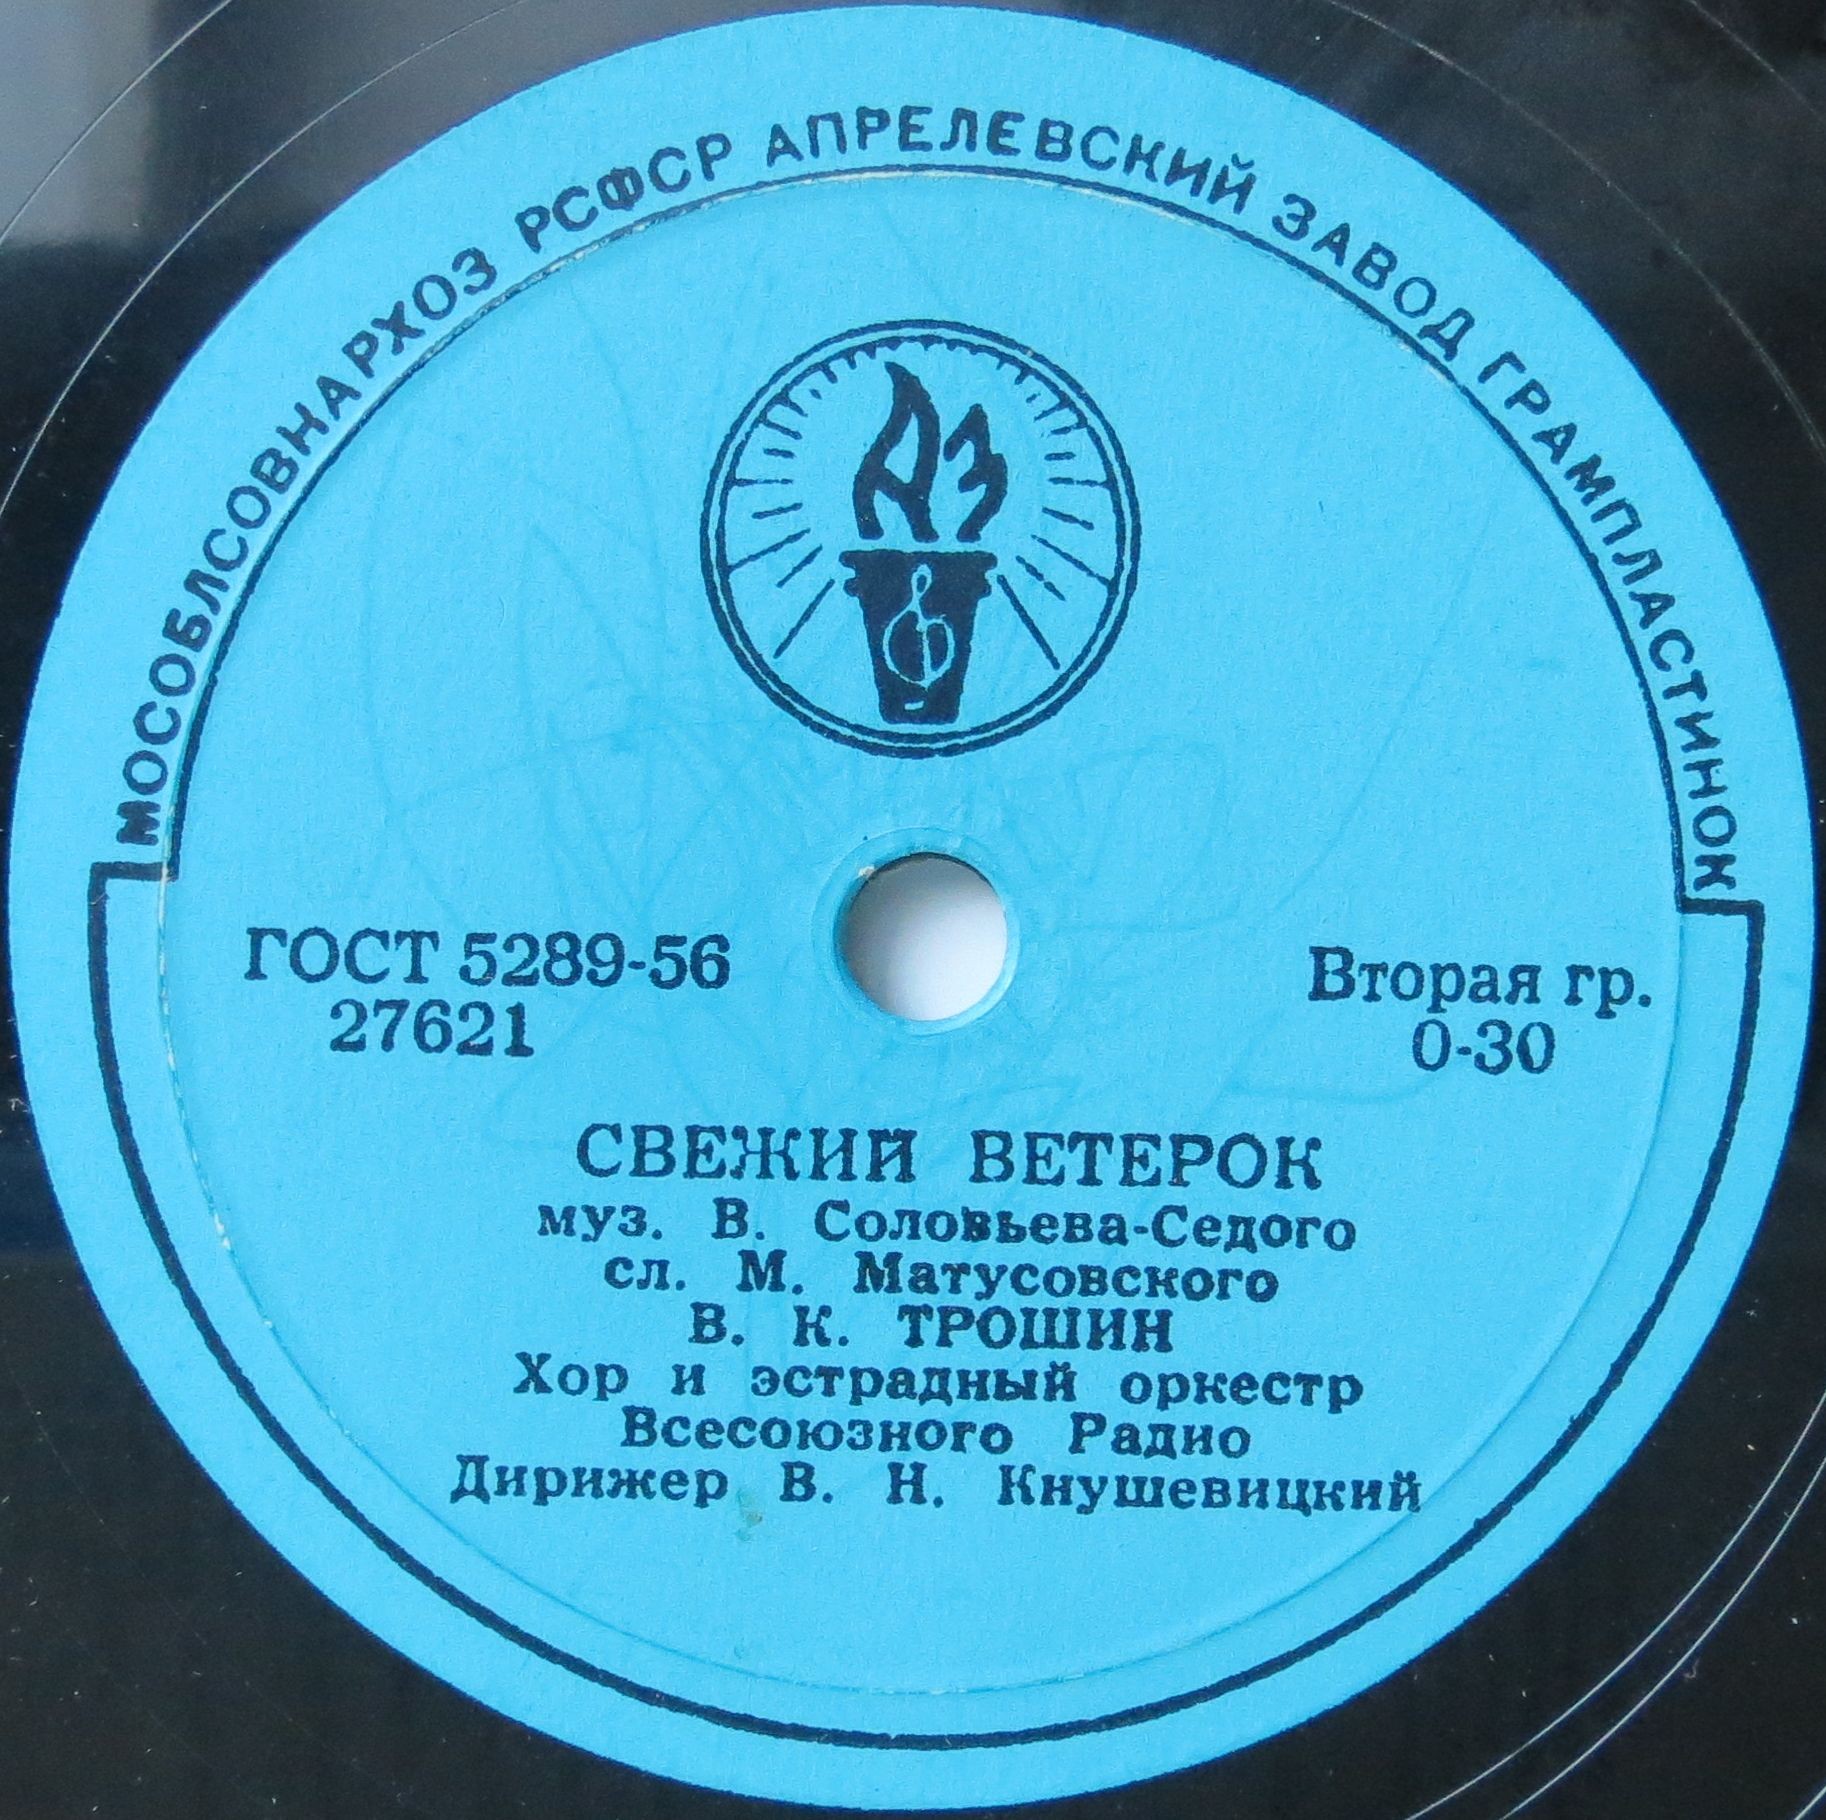 МОСОБЛСОВНАРХОЗ РСФСР АПРЕЛЕВСКИЙ ЗАВОД ГРАМПЛАСТИНОК
АЗ
ГОСТ 5289-56
27621
Вторая гр.
0-30
СВЕЖИЙ ВЕТЕРОК
муз. В. Соловьева-Седого
сл. М. Матусовского
В. К. ТРОШИН
Хор и эстрадный оркестр
Всесоюзного Радио
Дирижер В. Н. Кнушевицкий